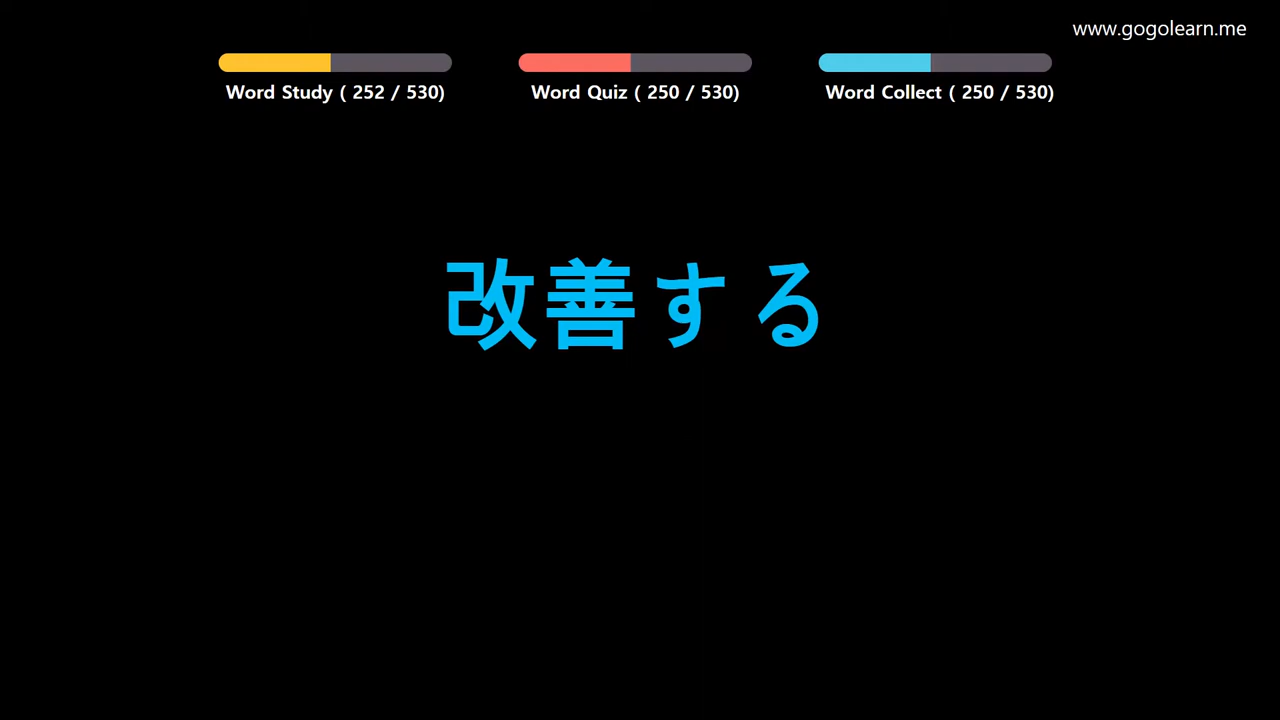 www.gogolearn.me
Word Study ( 252 / 530)
Word Quiz ( 250 / 530)
Word Collect ( 250 / 530)
改善する